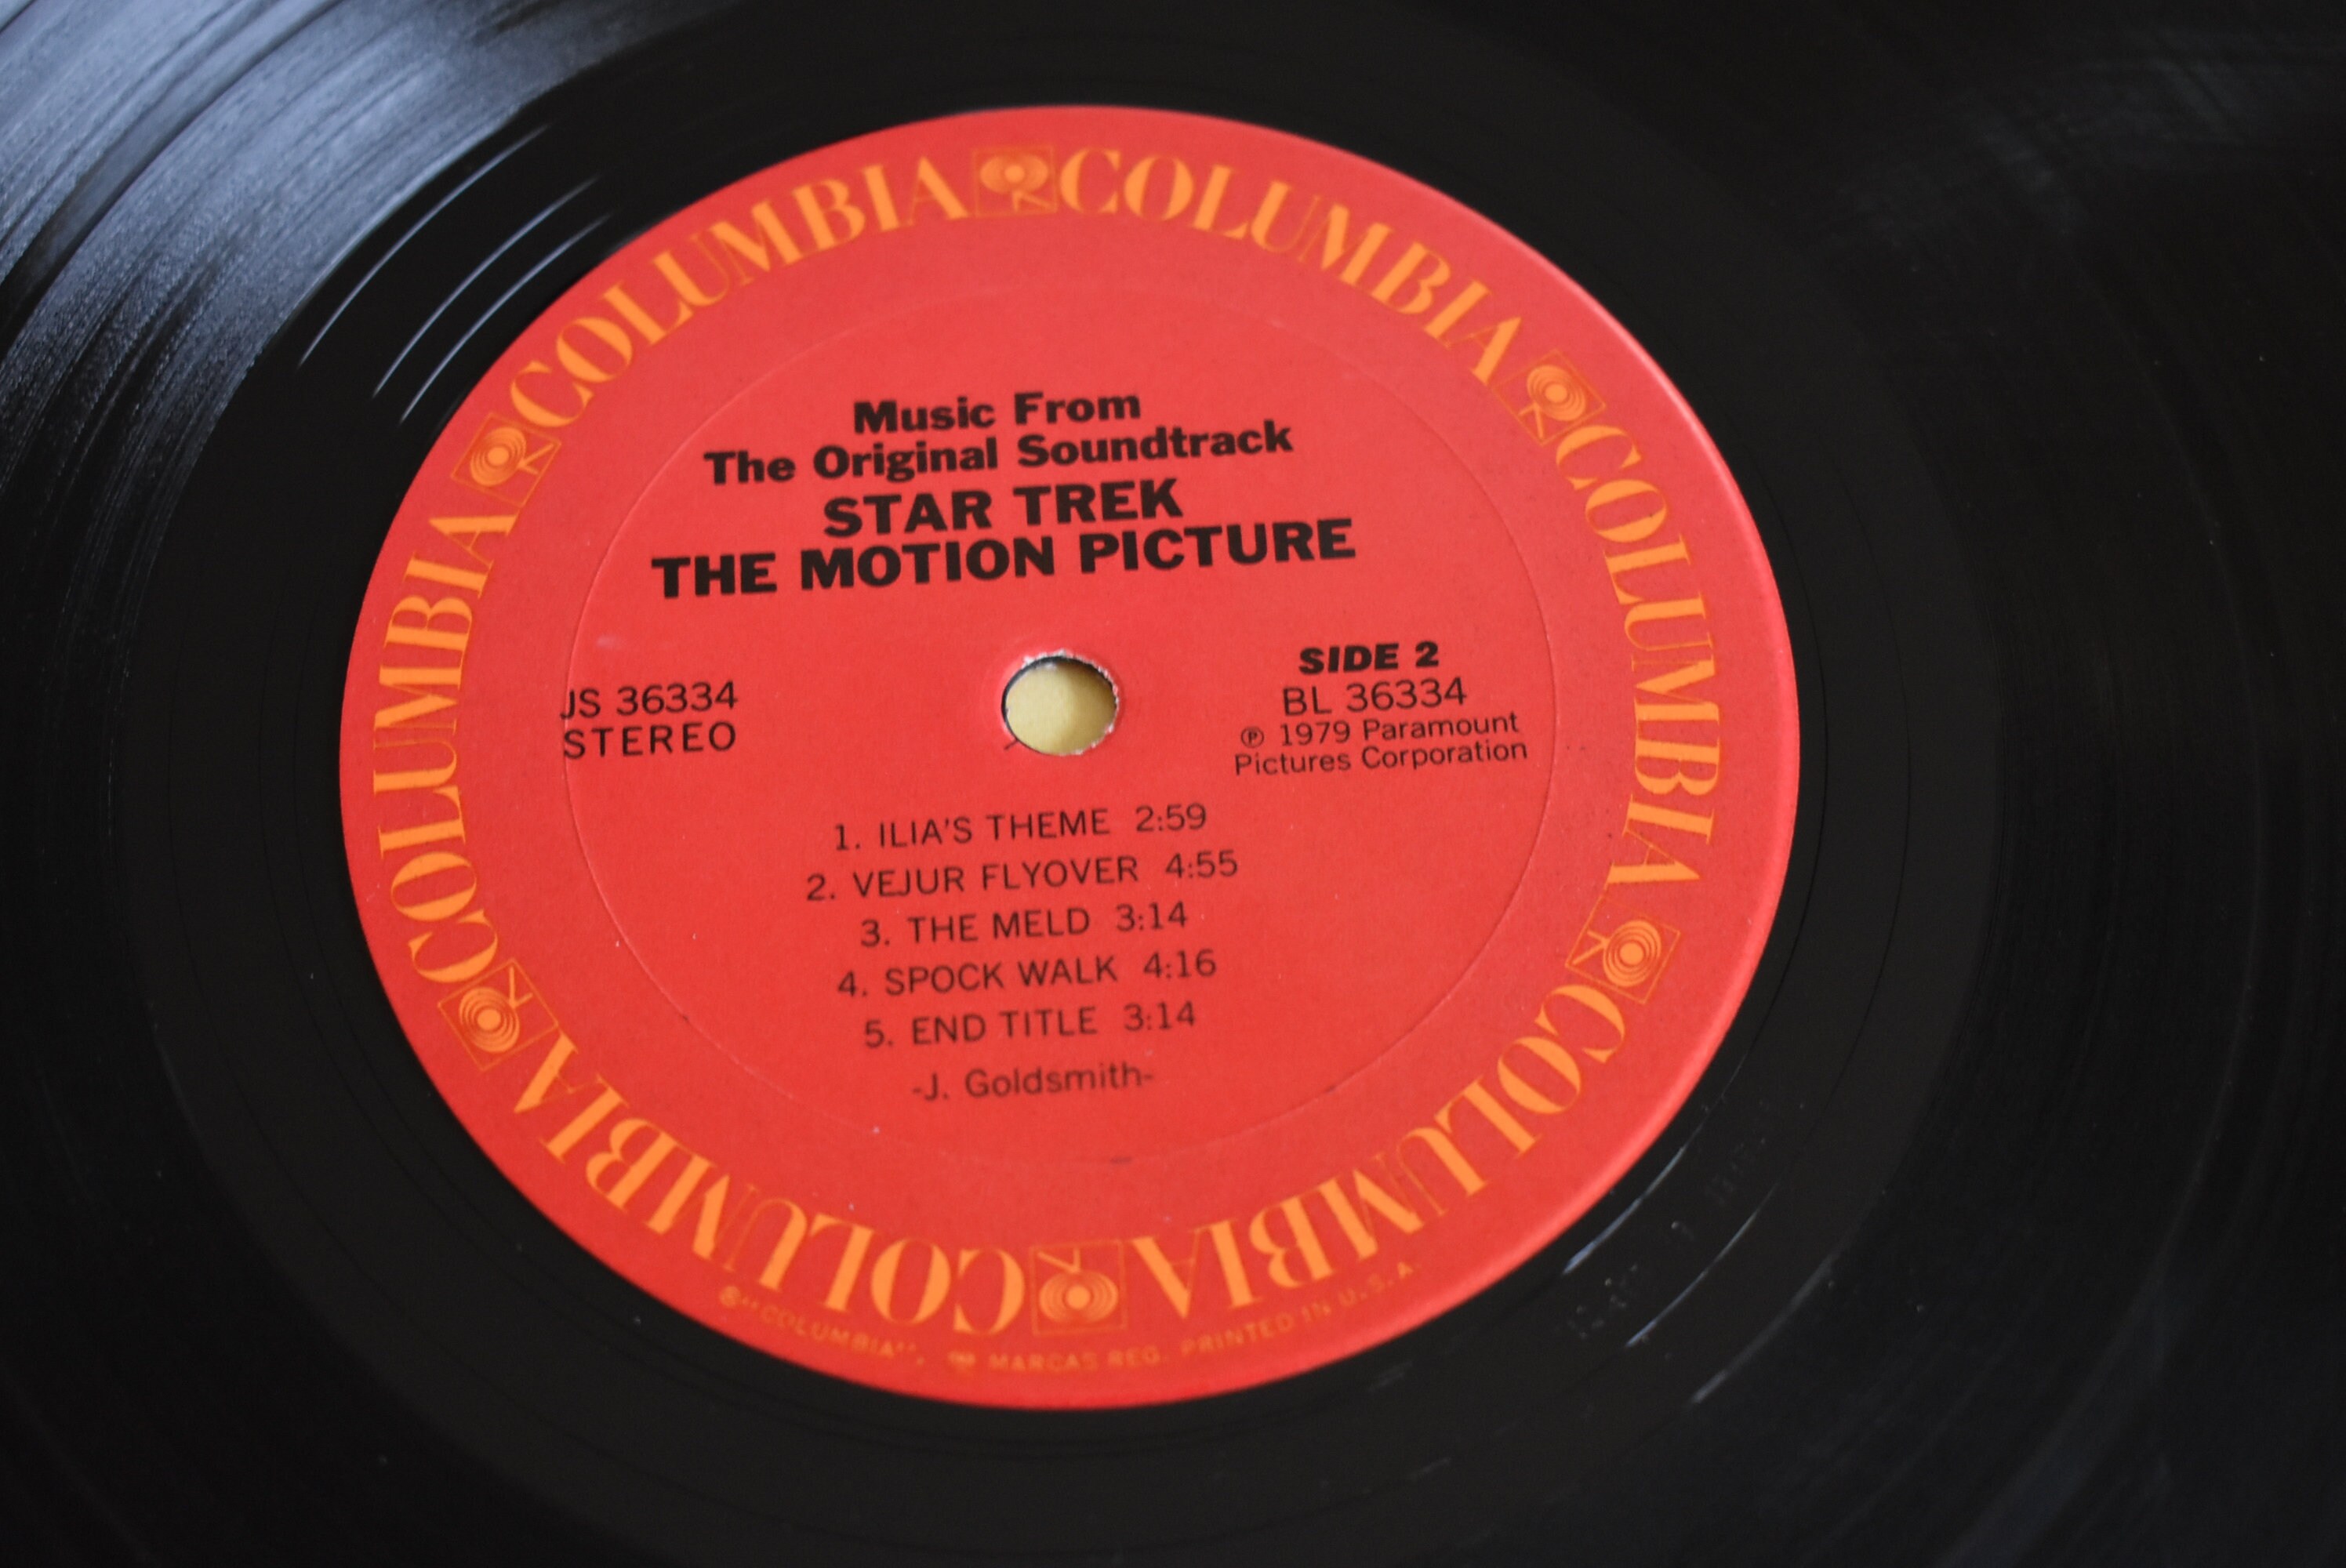 COLUMBIA COLUMBIA COLUMBIA COLUMBIA COLUMBIA COLUMBIA
Music From
The Original Soundtrack
STAR TREK
THE MOTION PICTURE
JS 36334
STEREO
SIDE 2
BL 36334
℗ 1979 Paramount
Pictures Corporation
1. ILIA'S THEME 2:59
2. VEJUR FLYOVER 4:55
3. THE MELD 3:14
4. SPOCK WALK 4:16
5. END TITLE 3:14
-J. Goldsmith-
® "COLUMBIA", MARCAS REG. PRINTED IN U.S.A.